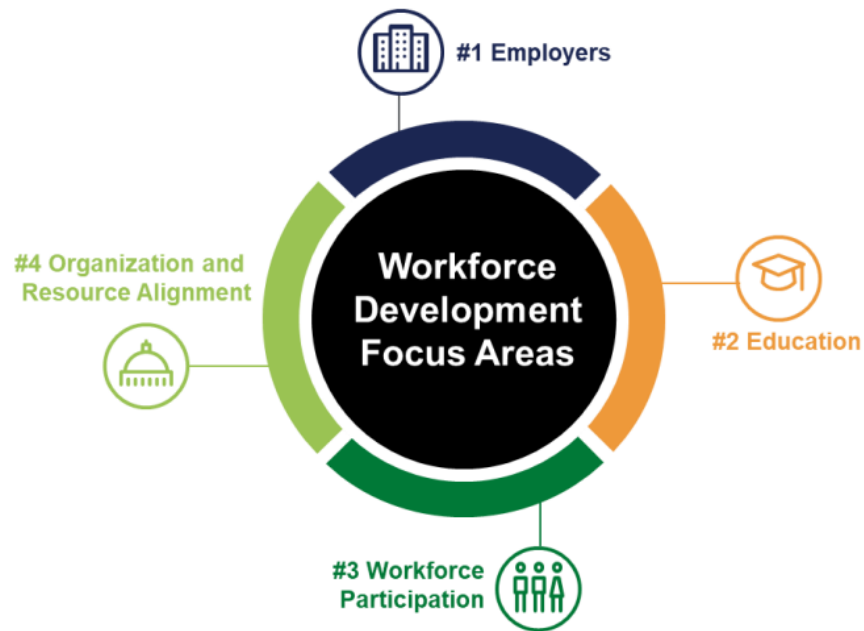 #1 Employers
Workforce
Development
Focus Areas
#2 Education
#3 Workforce
Participation
#4 Organization and
Resource Alignment